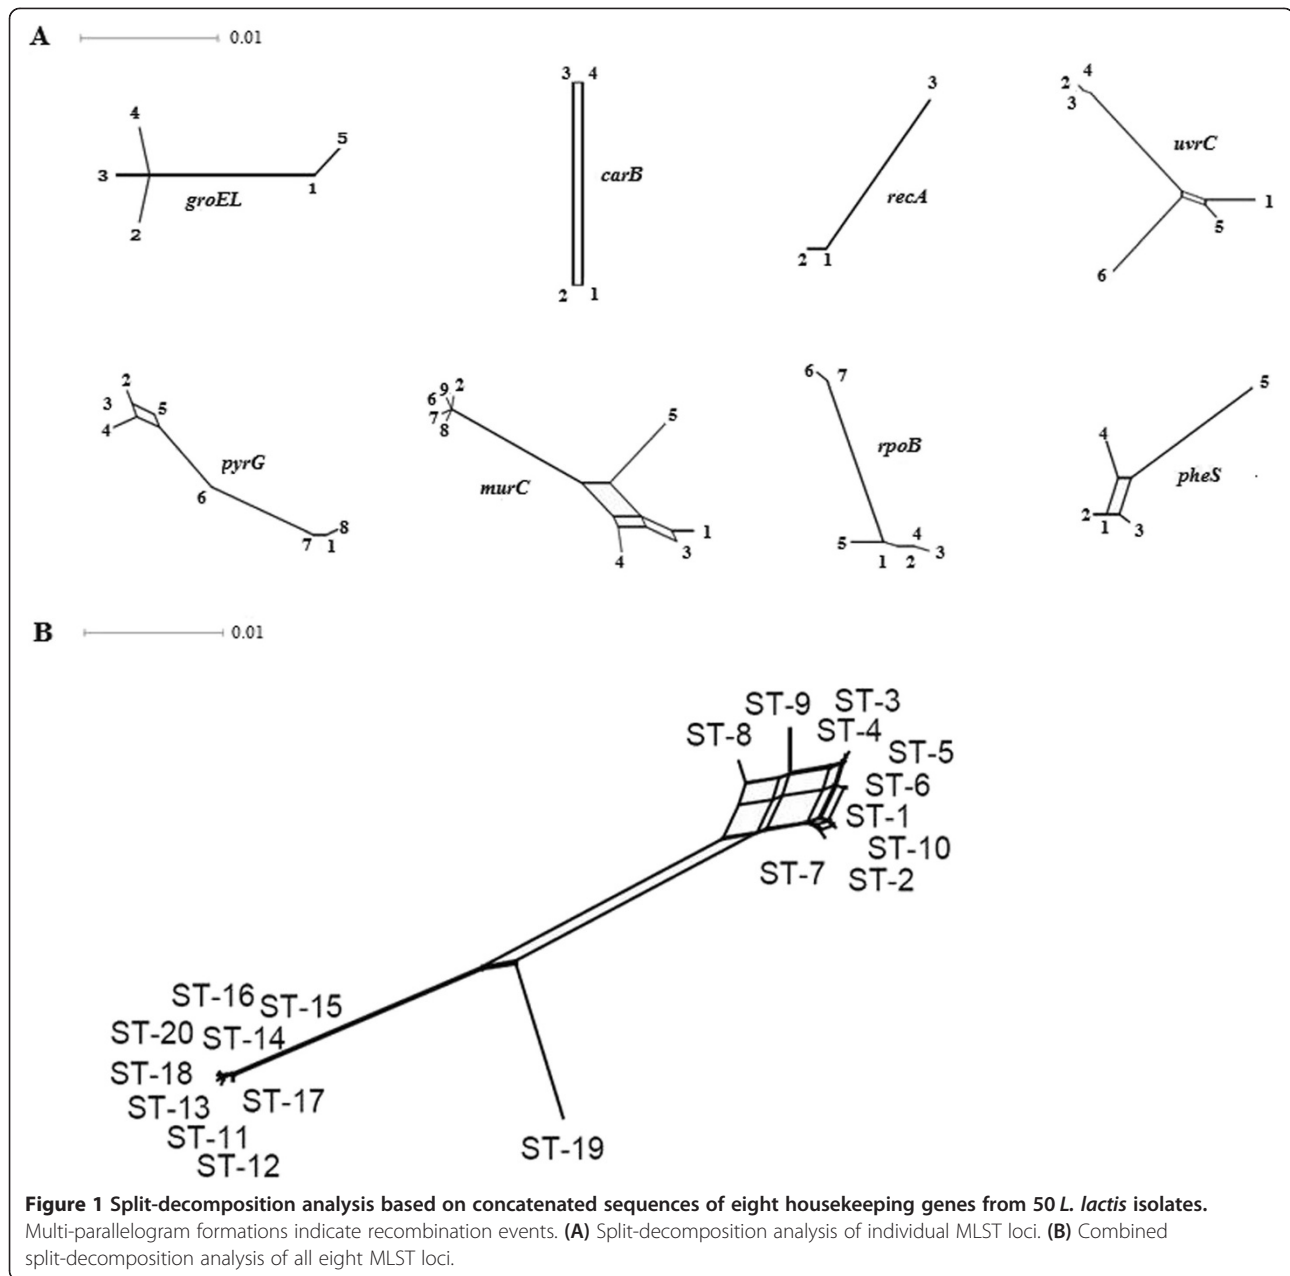 A 0.01
4
3
2
groEL
1
5
3 4
carB
2 1
3
recA
2 1
4
2
3
uvrC
1
5
6
2
3
4
5
pyrG
6
7 1 8
6 9 2
7
8
murC
5
1
3
4
6 7
rpoB
5
1
2
4
3
5
4
pheS
2
1
3
B 0.01
ST-9 ST-3
ST-8 ST-4
ST-5
ST-6
ST-1
ST-10
ST-7 ST-2
ST-16 ST-15
ST-20 ST-14
ST-18
ST-13 ST-17
ST-11
ST-12
ST-19
Figure 1 Split-decomposition analysis based on concatenated sequences of eight housekeeping genes from 50 L. lactis isolates.
Multi-parallelogram formations indicate recombination events. (A) Split-decomposition analysis of individual MLST loci. (B) Combined
split-decomposition analysis of all eight MLST loci.